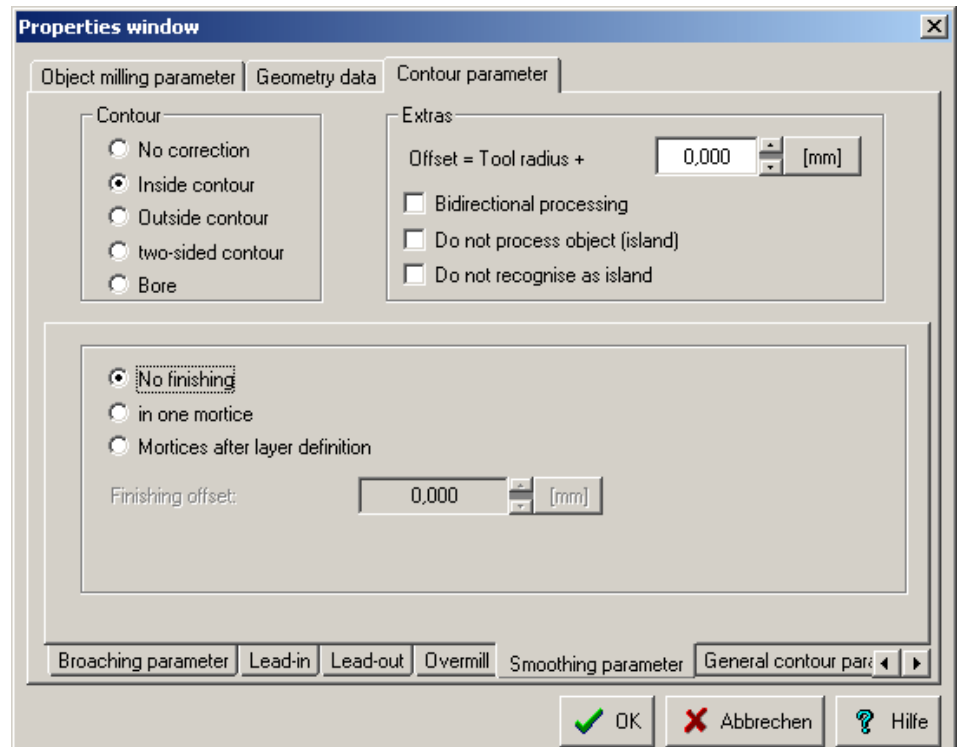 Properties window
Object milling parameter Geometry data Contour parameter
Contour
No correction
Inside contour
Outside contour
two-sided contour
Bore
Extras
Offset = Tool radius + 0,000 [mm]
Bidirectional processing
Do not process object (island)
Do not recognise as island
No finishing
in one mortice
Mortices after layer definition
Finishing offset: 0,000 [mm]
Broaching parameter Lead-in Lead-out Overmill Smoothing parameter General contour para
OK Abbrechen Hilfe